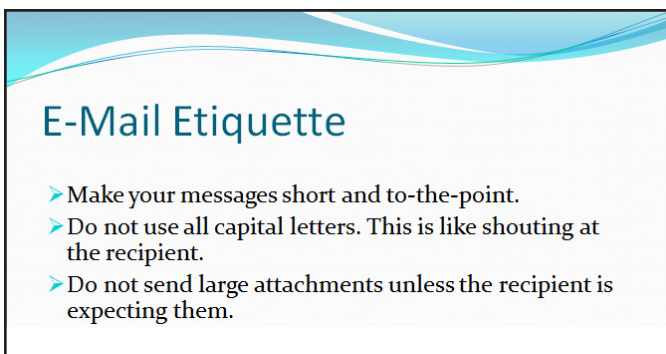 E-Mail Etiquette
➢Make your messages short and to-the-point.
➢Do not use all capital letters. This is like shouting at
the recipient.
➢Do not send large attachments unless the recipient is
expecting them.